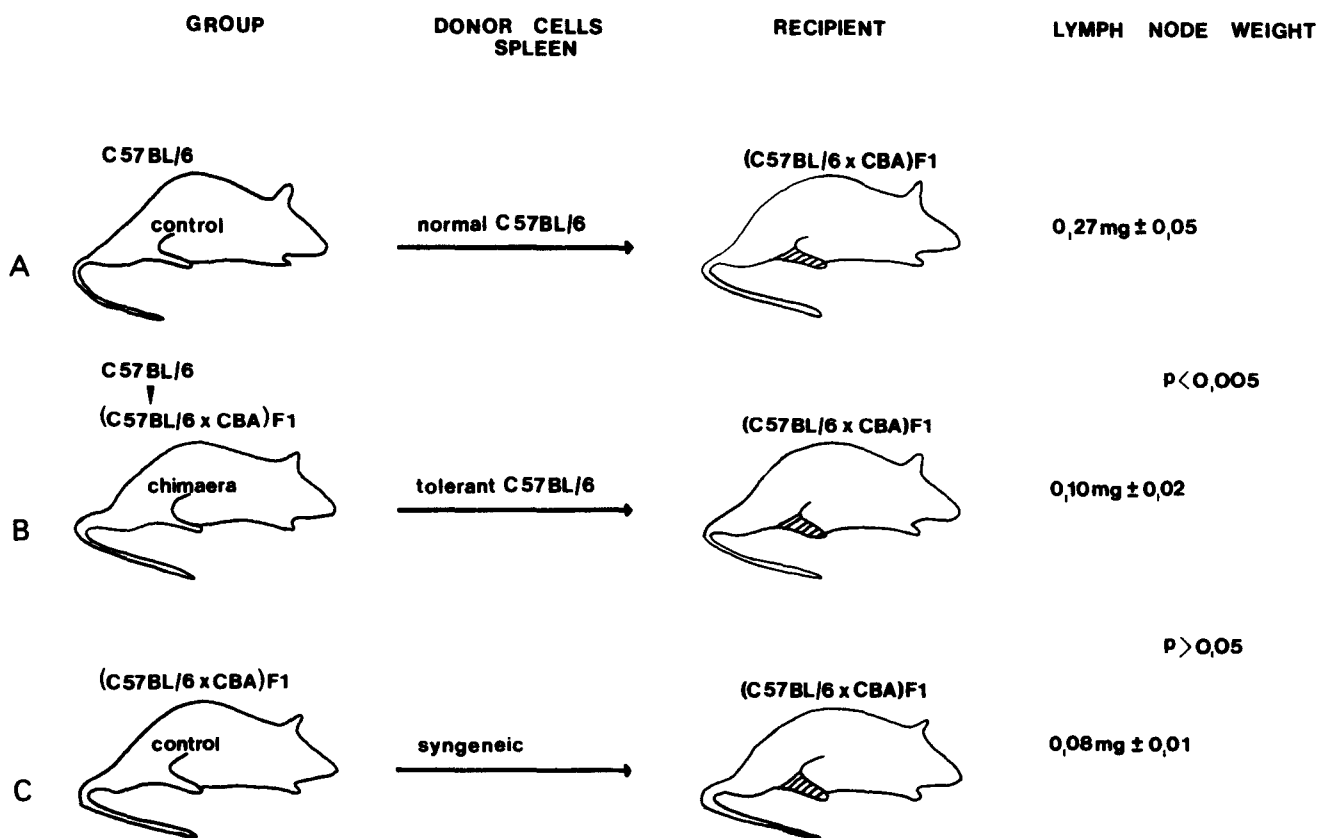 GROUP DONOR CELLS SPLEEN RECIPIENT LYMPH NODE WEIGHT
C57BL/6 (C57BL/6 x CBA)F1
A control normal C57BL/6 0,27mg ± 0,05
C57BL/6 p<0,005
(C57BL/6 x CBA)F1 (C57BL/6 x CBA)F1
B chimaera tolerant C57BL/6 0,10mg ± 0,02
p>0,05
(C57BL/6 x CBA)F1 (C57BL/6 x CBA)F1
C control syngeneic 0,08mg ± 0,01